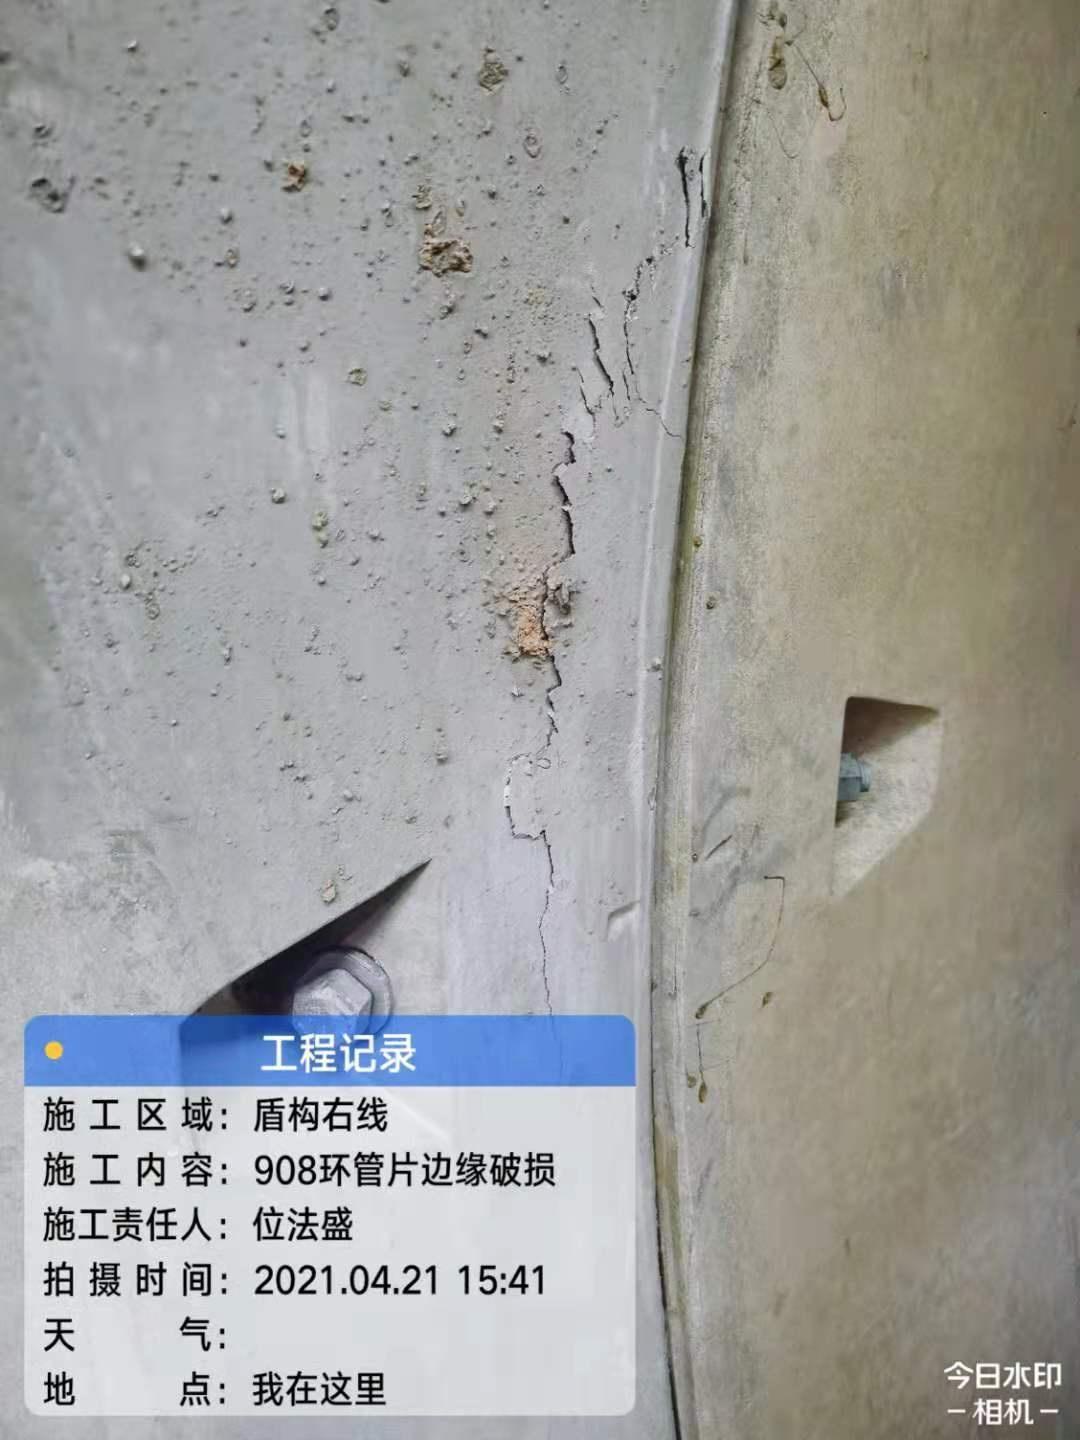 工程记录
施工区域：盾构右线
施工内容：908环管片边缘破损
施工责任人：位法盛
拍摄时间：2021.04.21 15:41
天气：
地点：我在这里
今日水印
-相机-